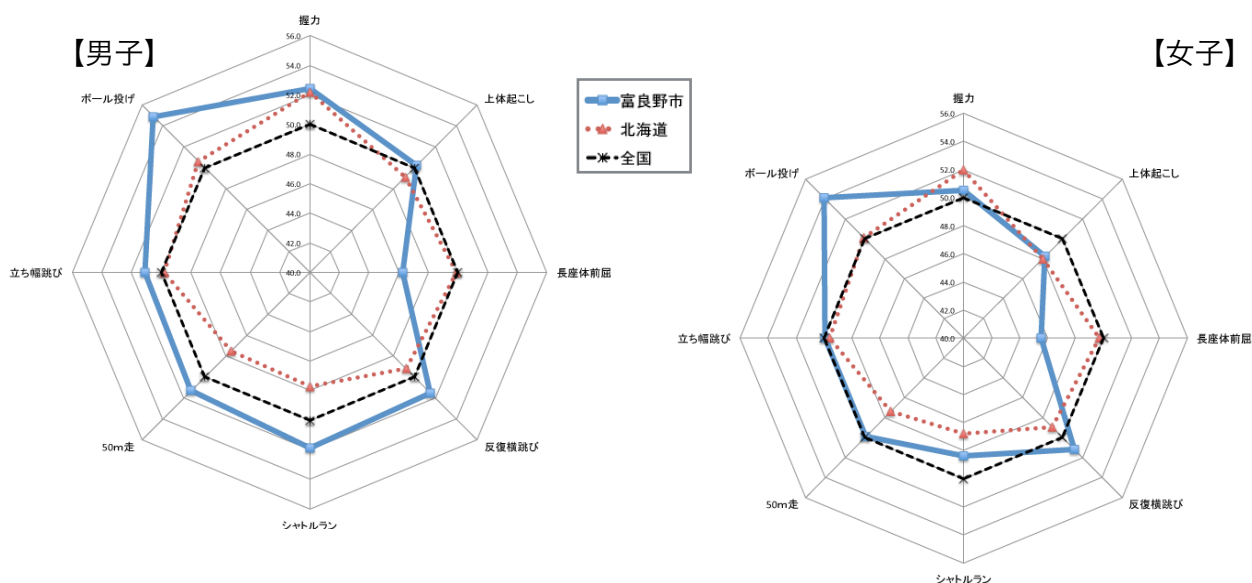 【男子】
握力
56.0
54.0
52.0
50.0
48.0
46.0
44.0
42.0
40.0
上体起こし
長座体前屈
反復横跳び
シャトルラン
50m走
立ち幅跳び
ボール投げ
富良野市
北海道
全国
【女子】
握力
56.0
54.0
52.0
50.0
48.0
46.0
44.0
42.0
40.0
上体起こし
長座体前屈
反復横跳び
シャトルラン
50m走
立ち幅跳び
ボール投げ